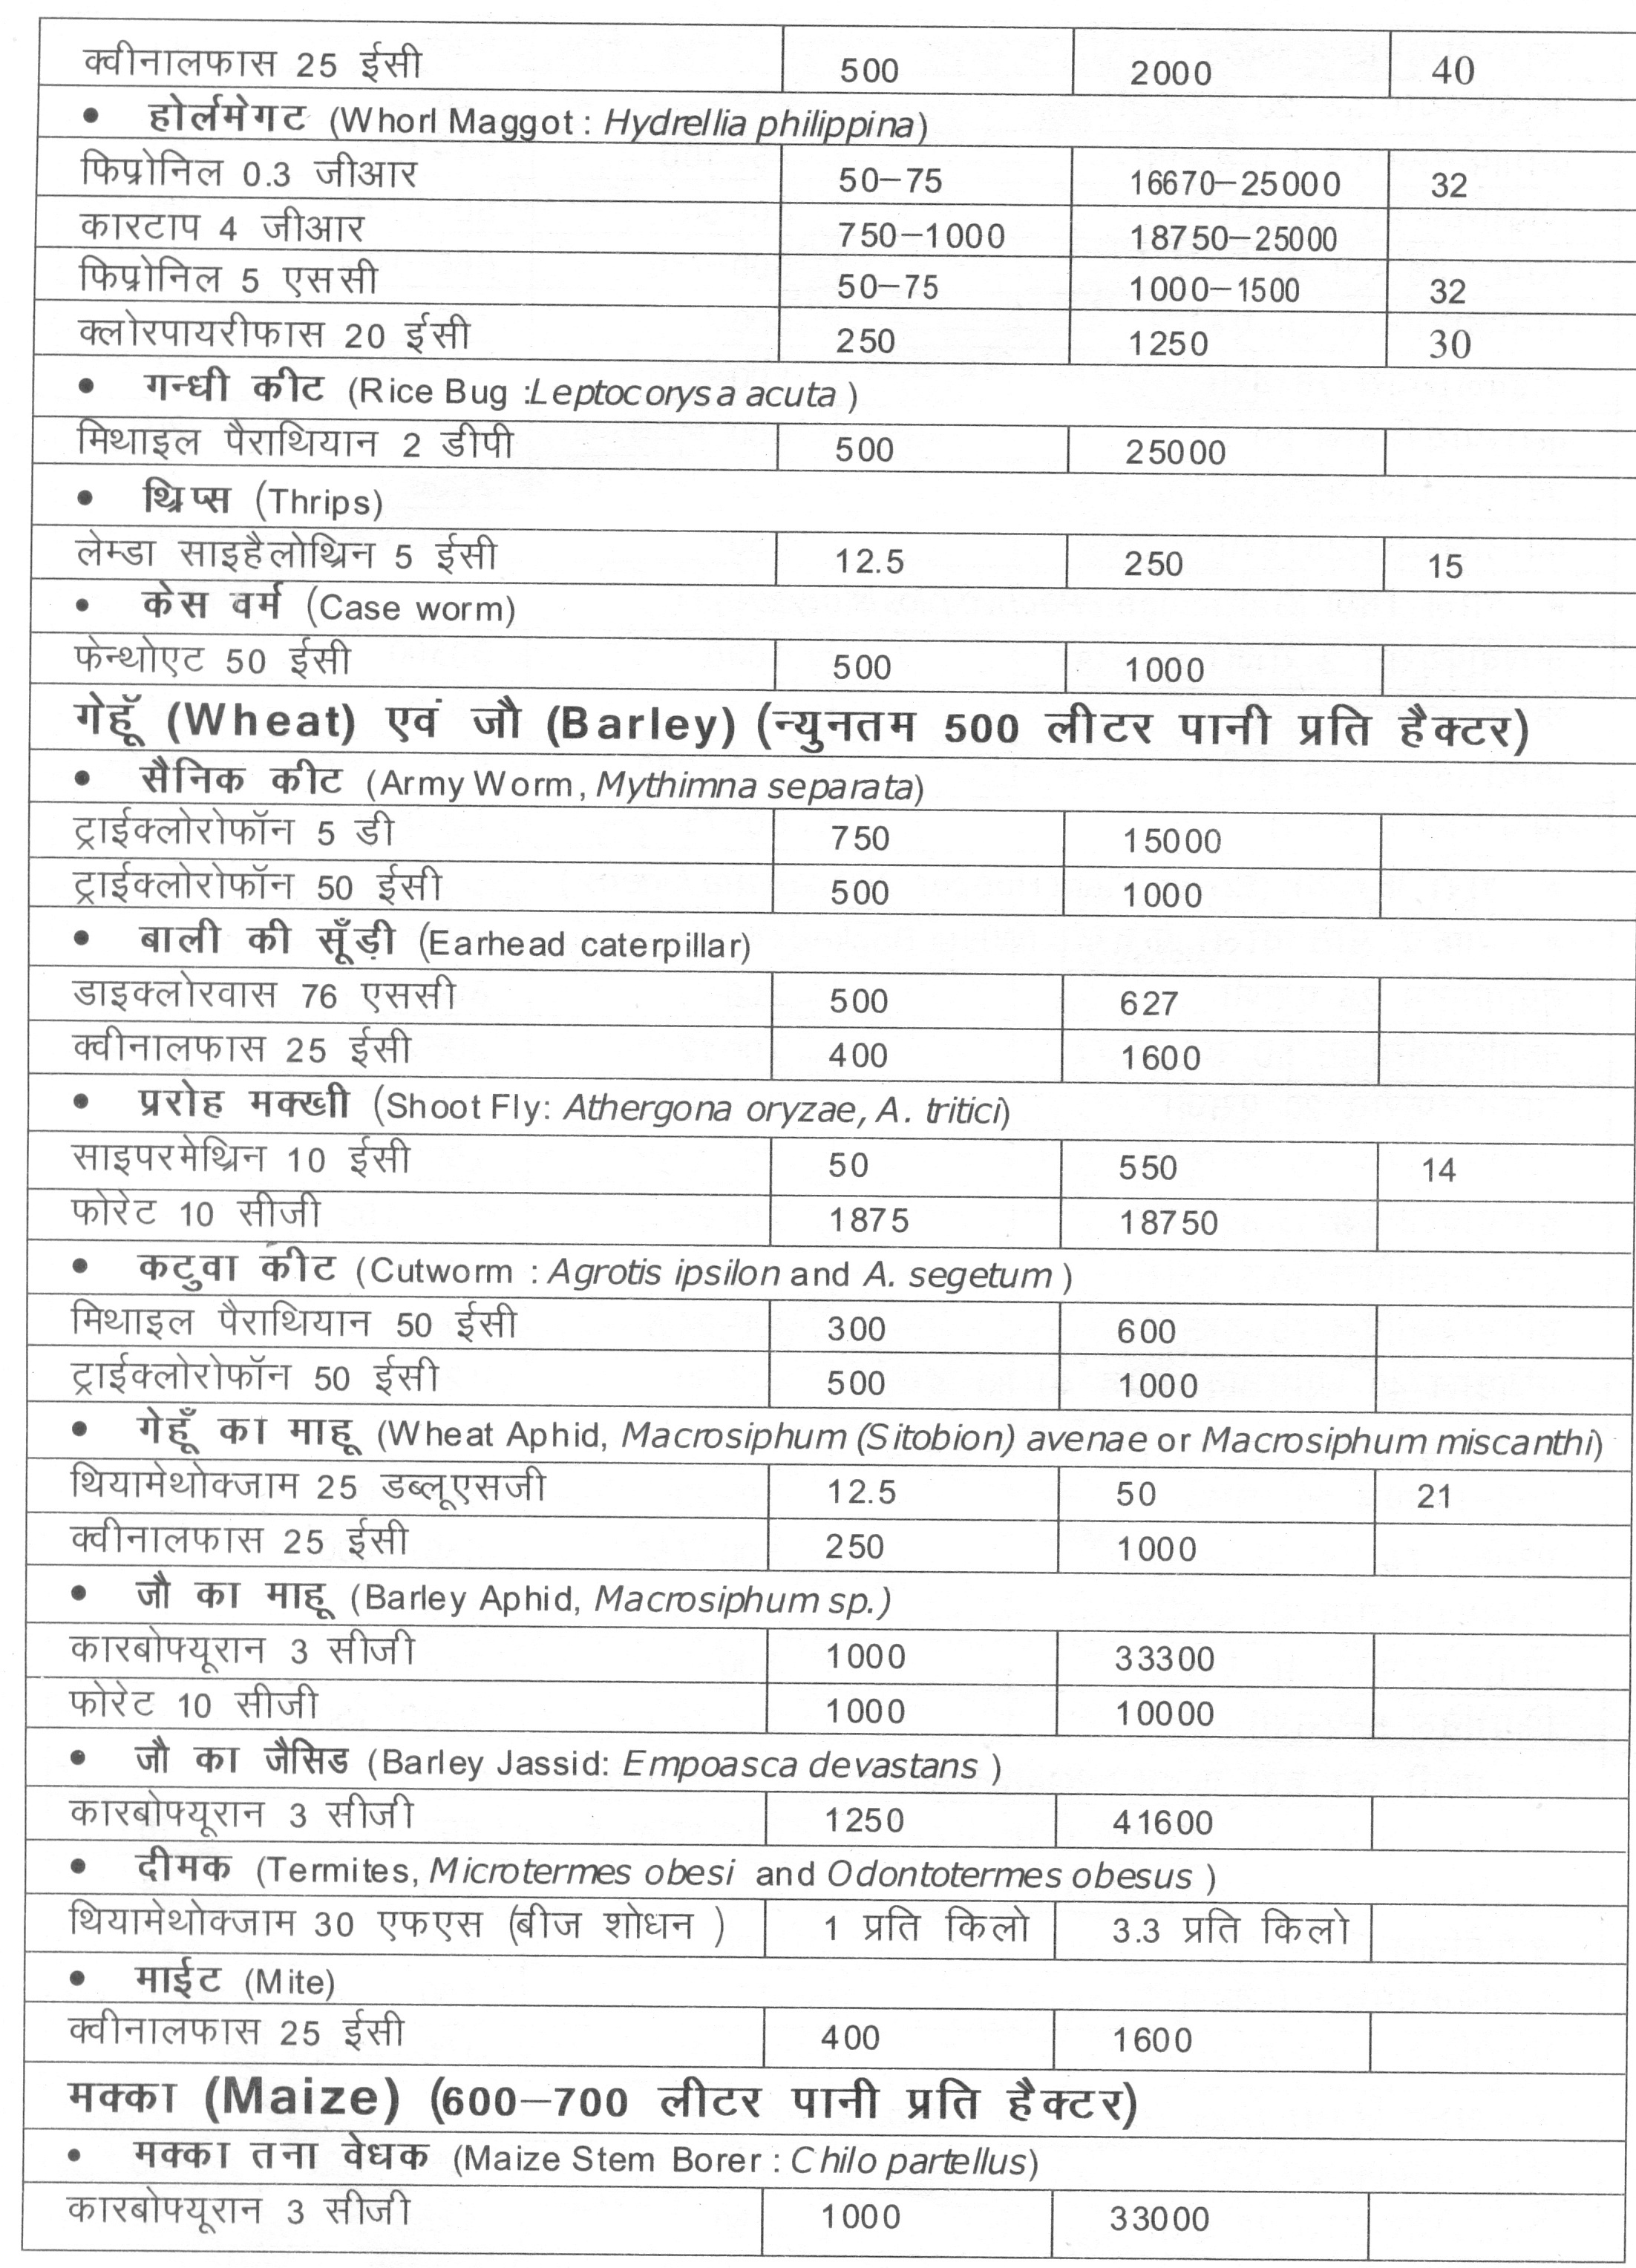 क्वीनालफास 25 ईसी 500 2000 40
• होर्लमेगट (Whorl Maggot : Hydrellia philippina)
फिप्रोनिल 0.3 जीआर 50–75 16670–25000 32
कारटाप 4 जीआर 750–1000 18750–25000
फिप्रोनिल 5 एससी 50–75 1000–1500 32
क्लोरपायरीफास 20 ईसी 250 1250 30
• गन्धी कीट (Rice Bug :Leptocorysa acuta )
मिथाइल पैराथियान 2 डीपी 500 25000
• थ्रिप्स (Thrips)
लेम्डा साइहैलोथ्रिन 5 ईसी 12.5 250 15
• केस वर्म (Case worm)
फेन्थोएट 50 ईसी 500 1000
गेहूँ (Wheat) एवं जौ (Barley) (न्युनतम 500 लीटर पानी प्रति हैक्टर)
• सैनिक कीट (Army Worm, Mythimna separata)
ट्राईक्लोरोफॉन 5 डी 750 15000
ट्राईक्लोरोफॉन 50 ईसी 500 1000
• बाली की सूँड़ी (Earhead caterpillar)
डाइक्लोरवास 76 एससी 500 627
क्वीनालफास 25 ईसी 400 1600
• प्ररोह मक्खी (Shoot Fly: Athergona oryzae, A. tritici)
साइपरमेथ्रिन 10 ईसी 50 550 14
फोरेट 10 सीजी 1875 18750
• कटुवा कीट (Cutworm : Agrotis ipsilon and A. segetum )
मिथाइल पैराथियान 50 ईसी 300 600
ट्राईक्लोरोफॉन 50 ईसी 500 1000
• गेहूँ का माहू (Wheat Aphid, Macrosiphum (Sitobion) avenae or Macrosiphum miscanthi)
थियामेथोक्जाम 25 डब्लूएसजी 12.5 50 21
क्वीनालफास 25 ईसी 250 1000
• जौ का माहू (Barley Aphid, Macrosiphum sp.)
कारबोफ्यूरान 3 सीजी 1000 33300
फोरेट 10 सीजी 1000 10000
• जौ का जैसिड (Barley Jassid: Empoasca devastans )
कारबोफ्यूरान 3 सीजी 1250 41600
• दीमक (Termites, Microtermes obesi and Odontotermes obesus )
थियामेथोक्जाम 30 एफएस (बीज शोधन ) 1 प्रति किलो 3.3 प्रति किलो
• माईट (Mite)
क्वीनालफास 25 ईसी 400 1600
मक्का (Maize) (600–700 लीटर पानी प्रति हैक्टर)
• मक्का तना वेधक (Maize Stem Borer : Chilo partellus)
कारबोफ्यूरान 3 सीजी 1000 33000